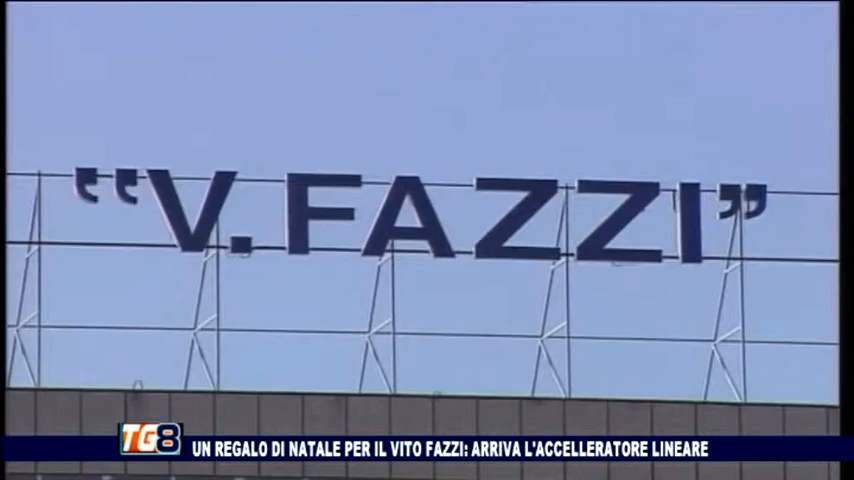 “V. FAZZI”
TG8
UN REGALO DI NATALE PER IL VITO FAZZI: ARRIVA L'ACCELLERATORE LINEARE